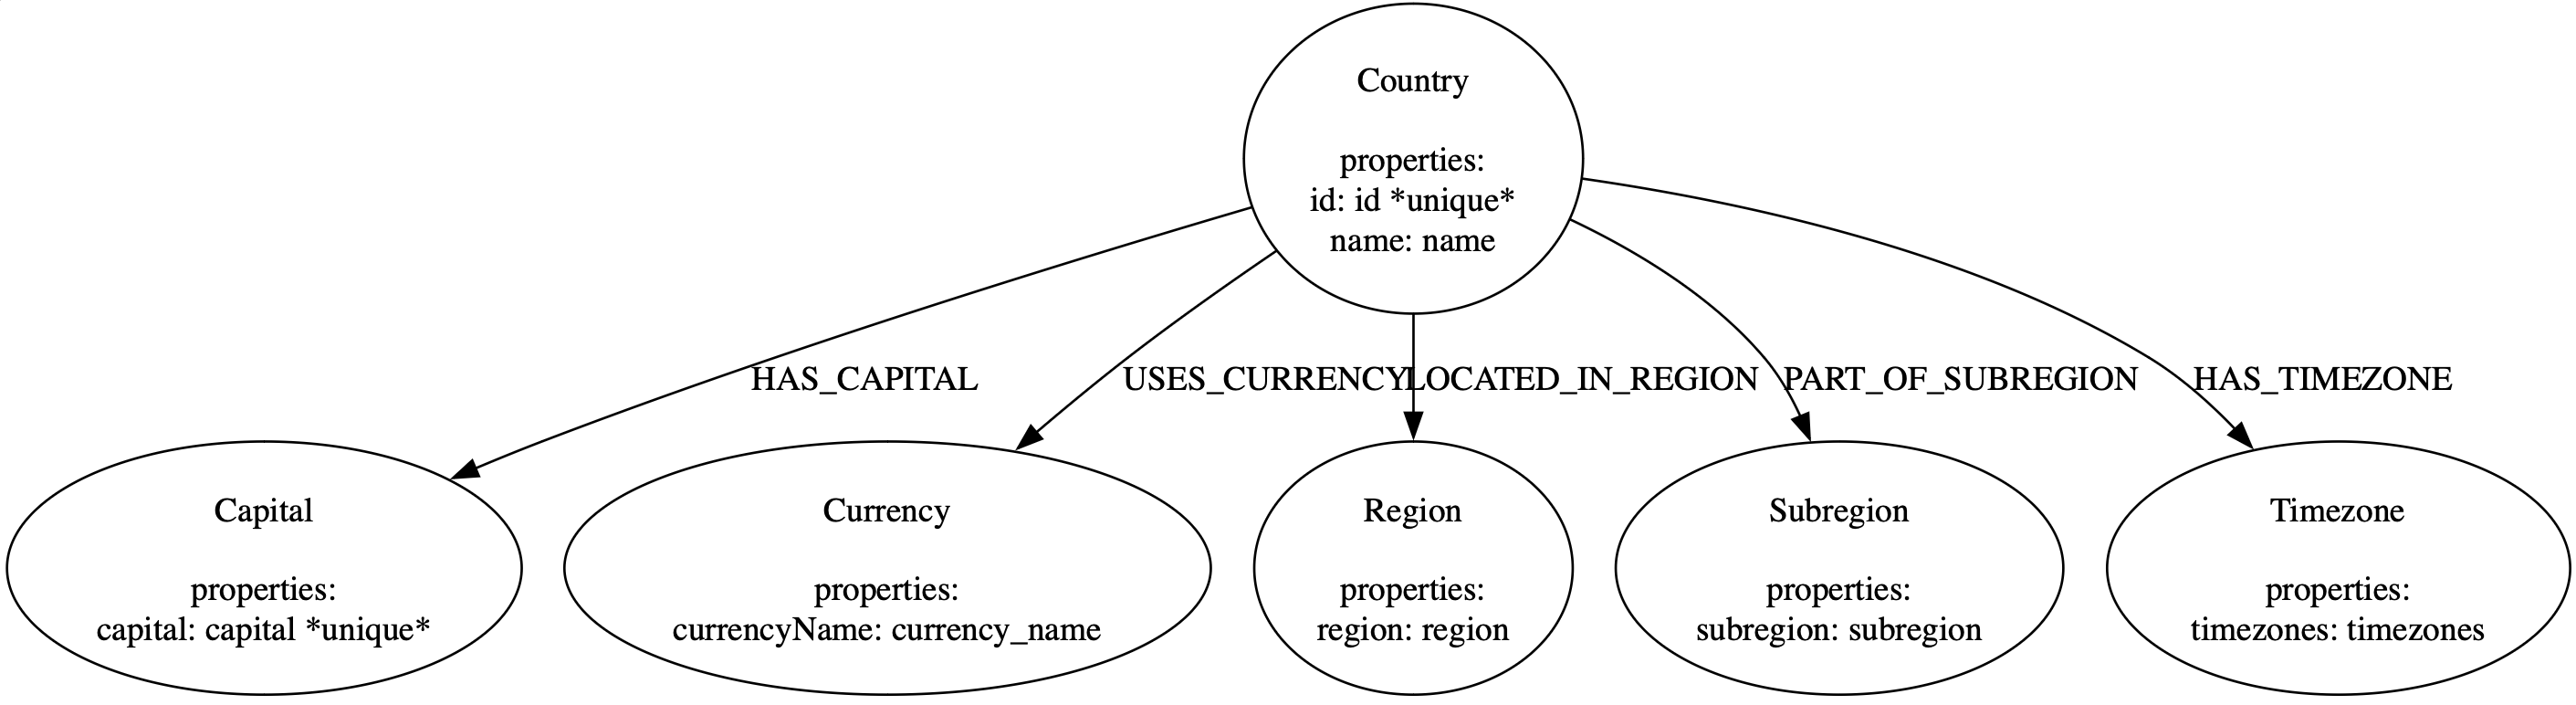 Country
properties:
id: id *unique*
name: name
HAS_CAPITAL
USES_CURRENCY
LOCATED_IN_REGION
PART_OF_SUBREGION
HAS_TIMEZONE
Capital
properties:
capital: capital *unique*
Currency
properties:
currencyName: currency_name
Region
properties:
region: region
Subregion
properties:
subregion: subregion
Timezone
properties:
timezones: timezones